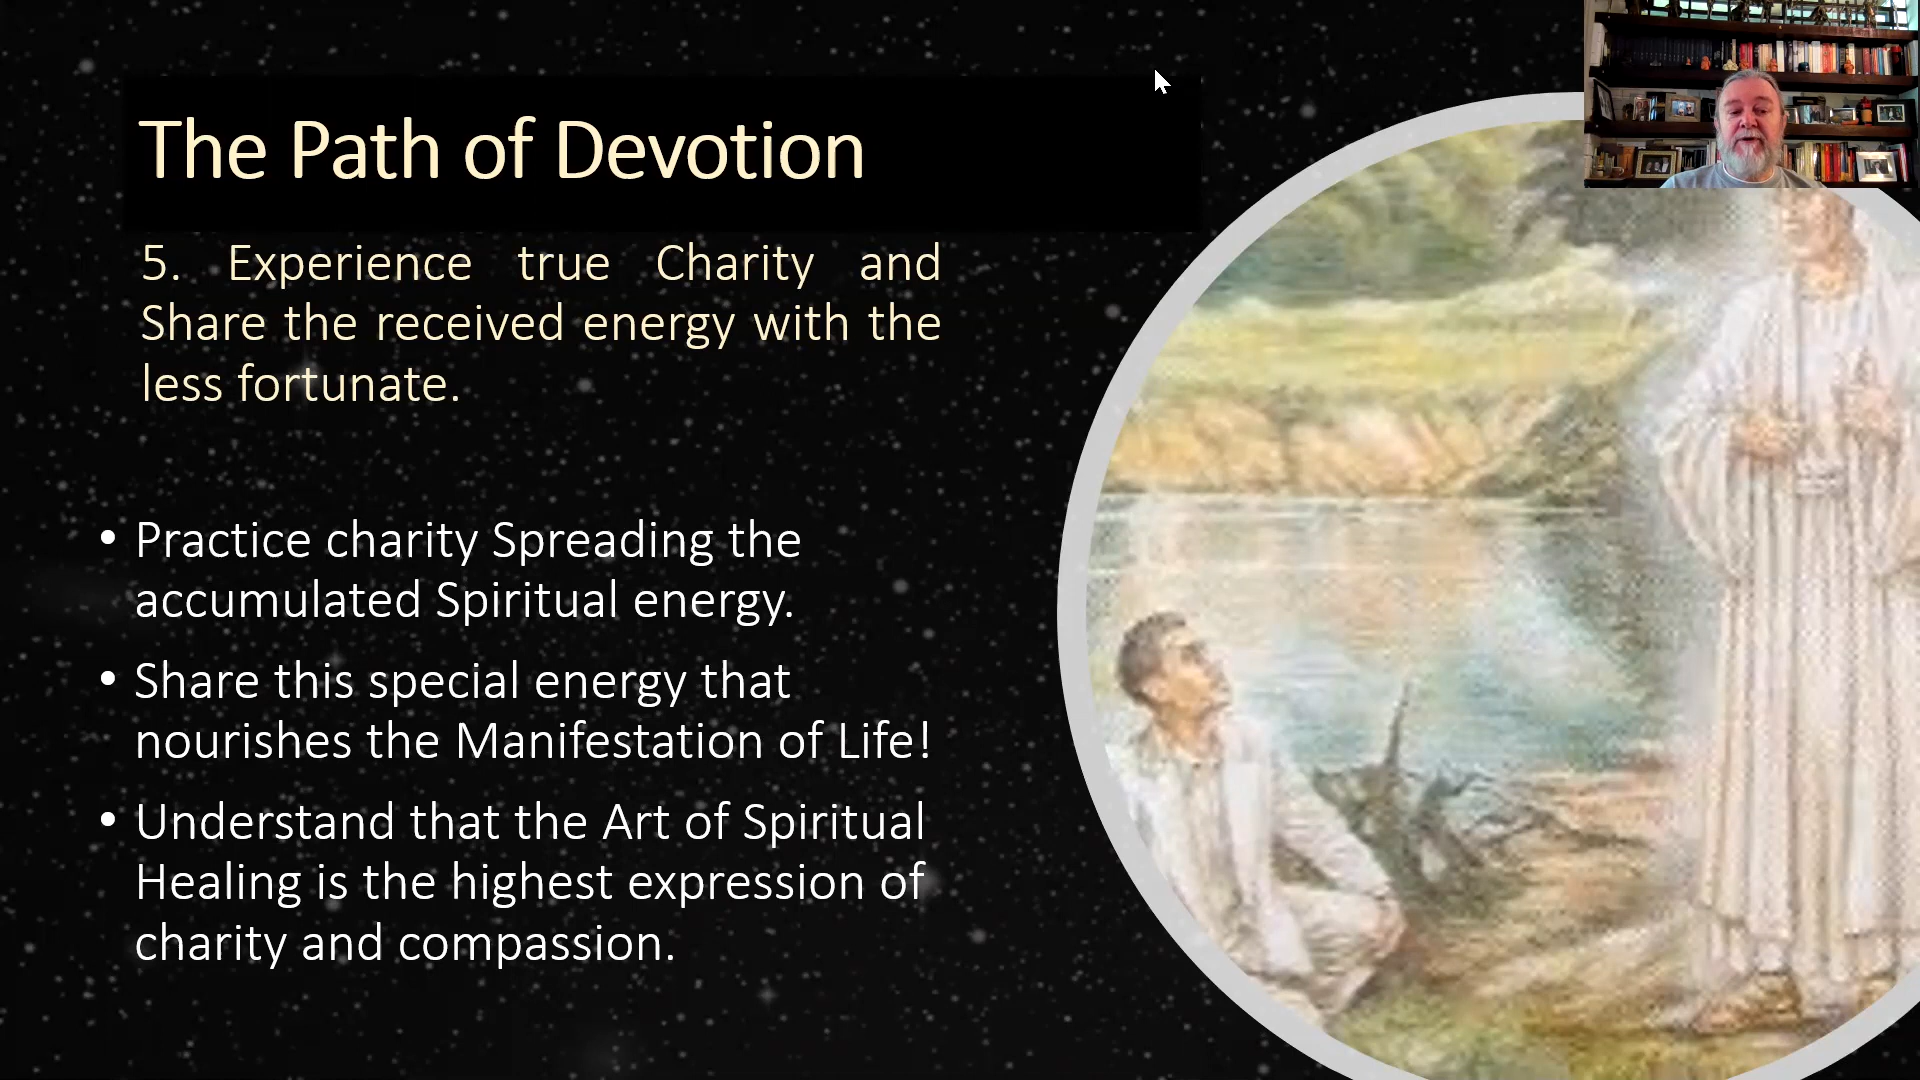 The Path of Devotion
5. Experience true Charity and
Share the received energy with the
less fortunate.
• Practice charity Spreading the
accumulated Spiritual energy.
• Share this special energy that
nourishes the Manifestation of Life!
• Understand that the Art of Spiritual
Healing is the highest expression of
charity and compassion.